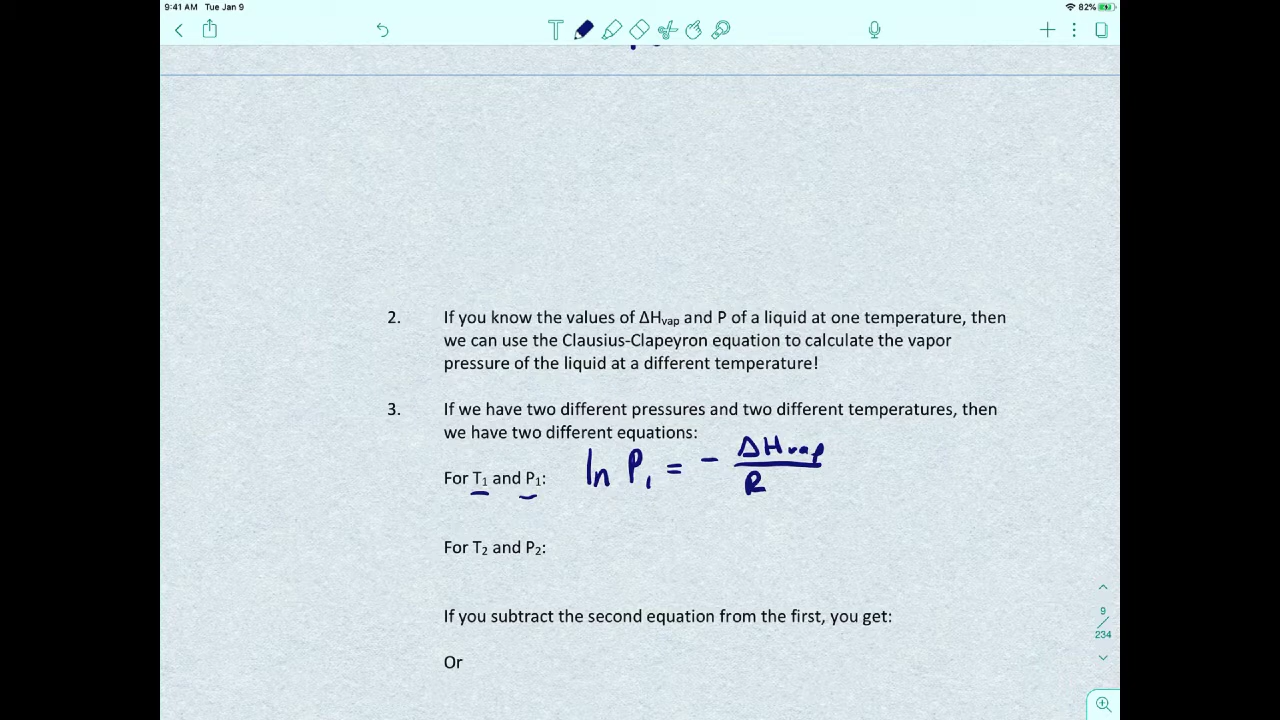 9:41 AM Tue Jan 9
82%
T
2. If you know the values of ΔHvap and P of a liquid at one temperature, then
we can use the Clausius-Clapeyron equation to calculate the vapor
pressure of the liquid at a different temperature!
3. If we have two different pressures and two different temperatures, then
we have two different equations:
For T₁ and P₁: ln P₁ = - ΔHvap / R
For T₂ and P₂:
If you subtract the second equation from the first, you get:
Or
9
/
234